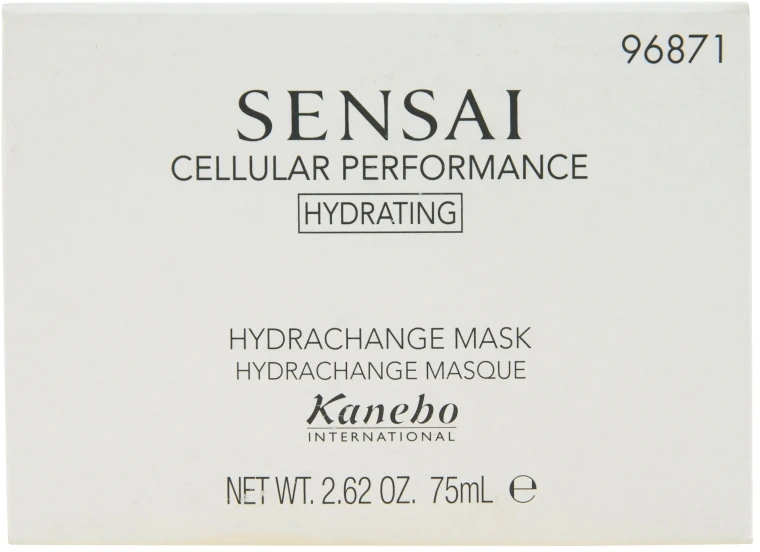 96871
SENSAI
CELLULAR PERFORMANCE
HYDRATING
HYDRACHANGE MASK
HYDRACHANGE MASQUE
Kanebo
INTERNATIONAL
NET WT. 2.62 OZ. 75mL ℮